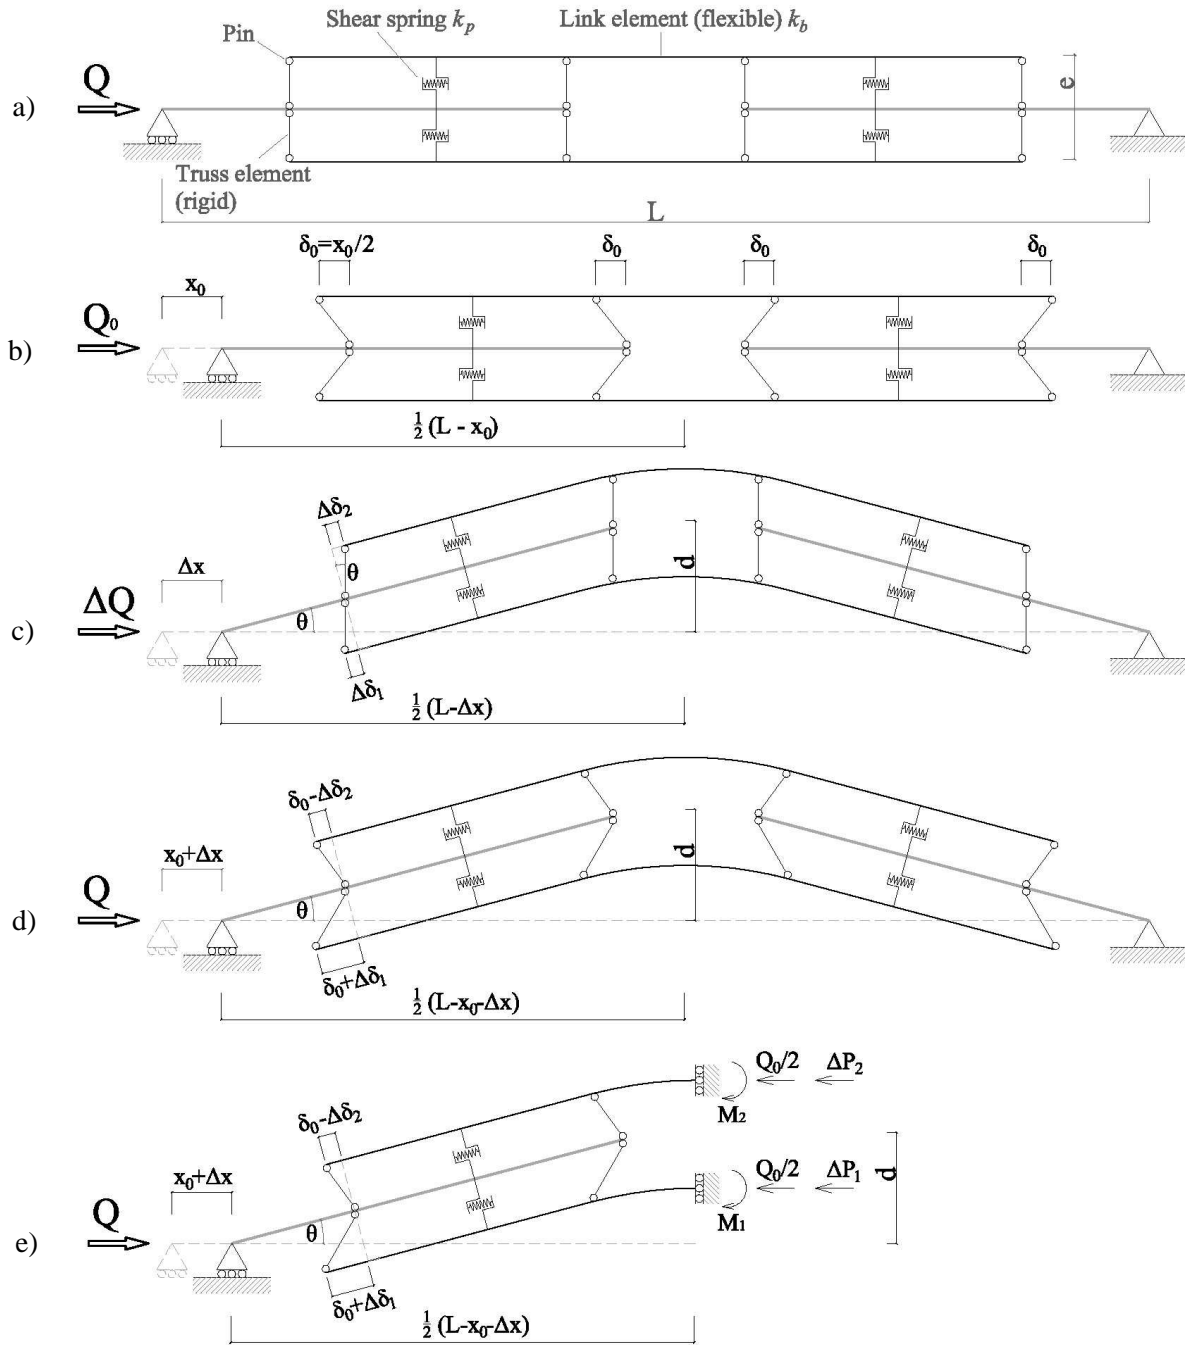 Shear spring kₚ
Link element (flexible) k_b
Pin
Q
a)
e
Truss element
(rigid)
L
δ₀=x₀/2
δ₀
δ₀
δ₀
x₀
Q₀
b)
½ (L - x₀)
Δδ₂
Δx
θ
d
ΔQ
θ
c)
Δδ₁
½ (L-Δx)
δ₀-Δδ₂
x₀+Δx
d
Q
θ
d)
δ₀+Δδ₁
½ (L-x₀-Δx)
Q₀/2
ΔP₂
M₂
δ₀-Δδ₂
x₀+Δx
Q₀/2
ΔP₁
d
M₁
Q
θ
e)
δ₀+Δδ₁
½ (L-x₀-Δx)